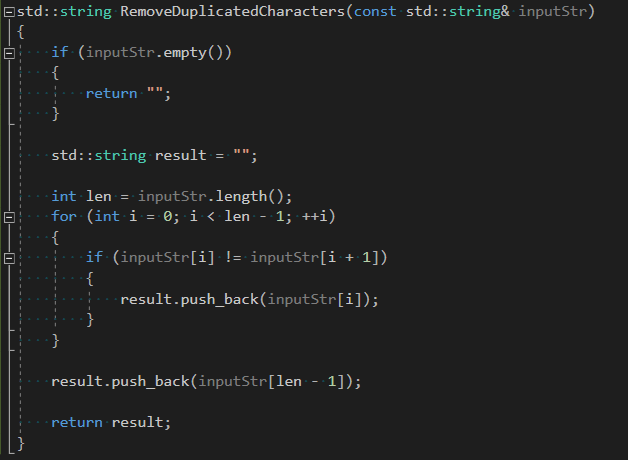 std::string RemoveDuplicatedCharacters(const std::string& inputStr)
{
    if (inputStr.empty())
    {
        return "";
    }

    std::string result = "";

    int len = inputStr.length();
    for (int i = 0; i < len - 1; ++i)
    {
        if (inputStr[i] != inputStr[i + 1])
        {
            result.push_back(inputStr[i]);
        }
    }

    result.push_back(inputStr[len - 1]);

    return result;
}